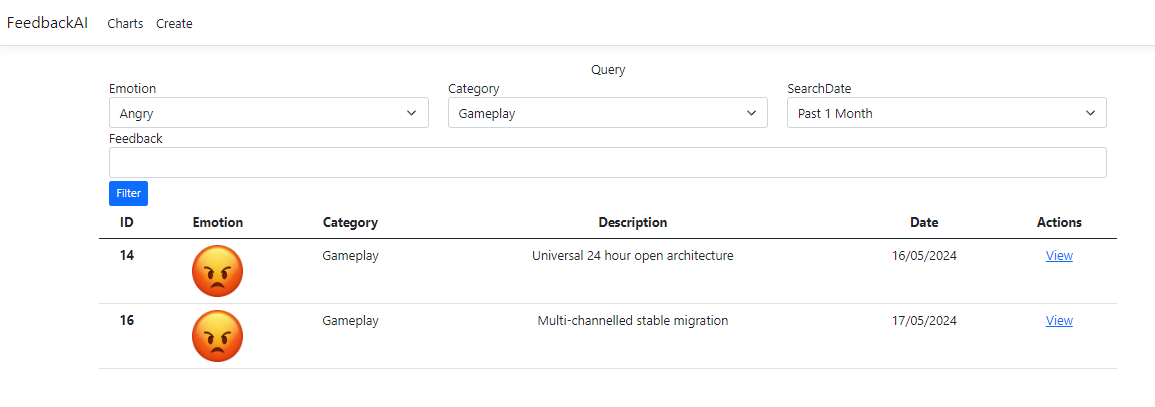 FeedbackAI Charts Create
Query
Emotion Category SearchDate
Angry Gameplay Past 1 Month
Feedback
Filter
ID Emotion Category Description Date Actions
14 Gameplay Universal 24 hour open architecture 16/05/2024 View
16 Gameplay Multi-channelled stable migration 17/05/2024 View